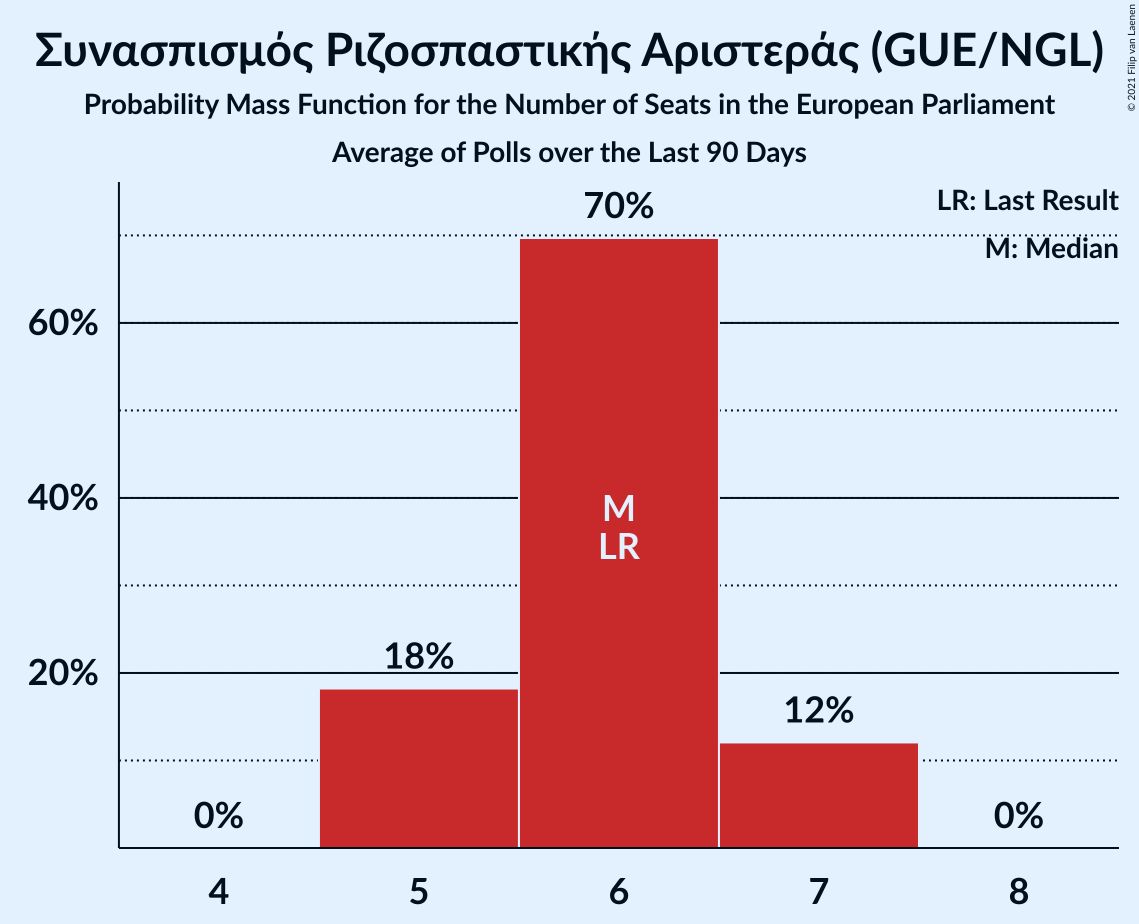 Συνασπισμός Ριζοσπαστικής Αριστεράς (GUE/NGL)
Probability Mass Function for the Number of Seats in the European Parliament
Average of Polls over the Last 90 Days
© 2021 Filip van Laenen
LR: Last Result
M: Median
70%
60%
40%
20%
M
LR
18%
12%
0%
0%
4
5
6
7
8